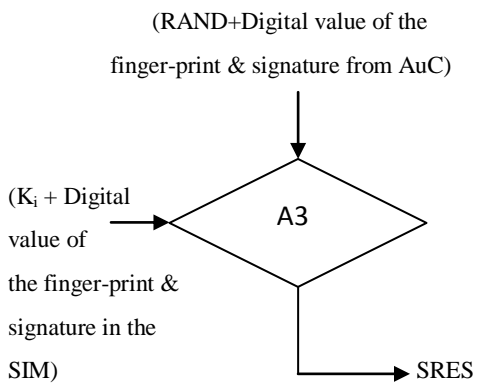 (RAND+Digital value of the
finger-print & signature from AuC)
A3
(Kᵢ + Digital
value of
the finger-print &
signature in the
SIM)
SRES